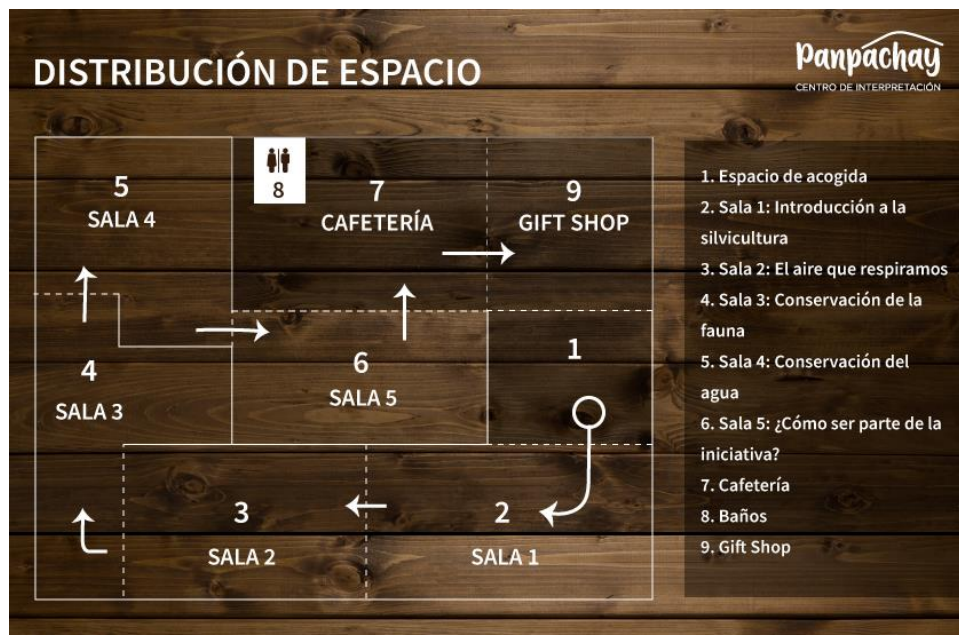 DISTRIBUCIÓN DE ESPACIO
Panpachay
CENTRO DE INTERPRETACIÓN
5
SALA 4
8
7
CAFETERÍA
9
GIFT SHOP
4
SALA 3
6
SALA 5
1
3
SALA 2
2
SALA 1
1. Espacio de acogida
2. Sala 1: Introducción a la
silvicultura
3. Sala 2: El aire que respiramos
4. Sala 3: Conservación de la
fauna
5. Sala 4: Conservación del
agua
6. Sala 5: ¿Cómo ser parte de la
iniciativa?
7. Cafetería
8. Baños
9. Gift Shop